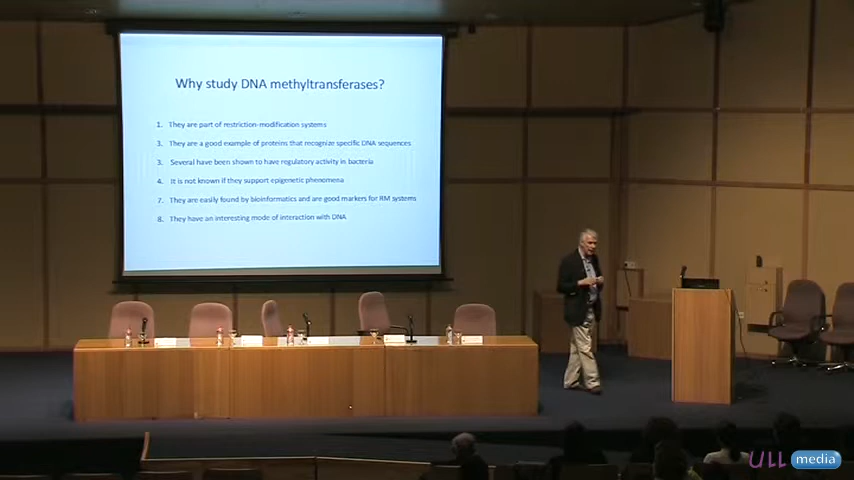 Why study DNA methyltransferases?
1. They are part of restriction-modification systems
3. They are a good example of proteins that recognize specific DNA sequences
3. Several have been shown to have regulatory activity in bacteria
4. It is not known if they support epigenetic phenomena
7. They are easily found by bioinformatics and are good markers for RM systems
8. They have an interesting mode of interaction with DNA
ULL media